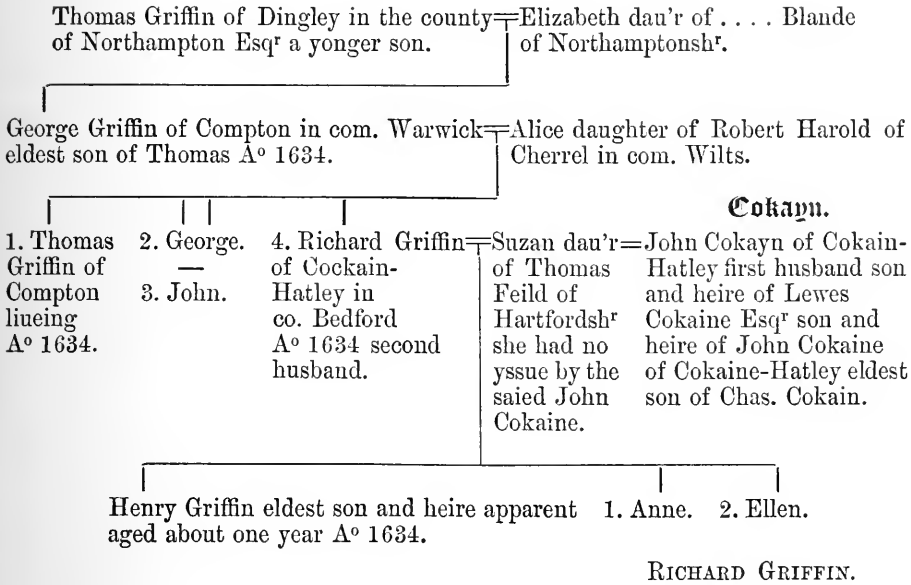 Thomas Griffin of Dingley in the county=Elizabeth dau'r of . . . . Blande
of Northampton Esqʳ a yonger son. of Northamptonshʳ.
George Griffin of Compton in com. Warwick=Alice daughter of Robert Harold of
eldest son of Thomas Aᵒ 1634. Cherrel in com. Wilts.
Cokayn.
1. Thomas
Griffin of
Compton
liueing
Aᵒ 1634.
2. George.
—
3. John.
4. Richard Griffin=
of Cockain-
Hatley in
co. Bedford
Aᵒ 1634 second
husband.
Suzan dau'r=
of Thomas
Feild of
Hartfordshʳ
she had no
yssue by the
saied John
Cokaine.
John Cokayn of Cokain-
Hatley first husband son
and heire of Lewes
Cokaine Esqʳ son and
heire of John Cokaine
of Cokaine-Hatley eldest
son of Chas. Cokain.
Henry Griffin eldest son and heire apparent
aged about one year Aᵒ 1634.
1. Anne. 2. Ellen.
RICHARD GRIFFIN.